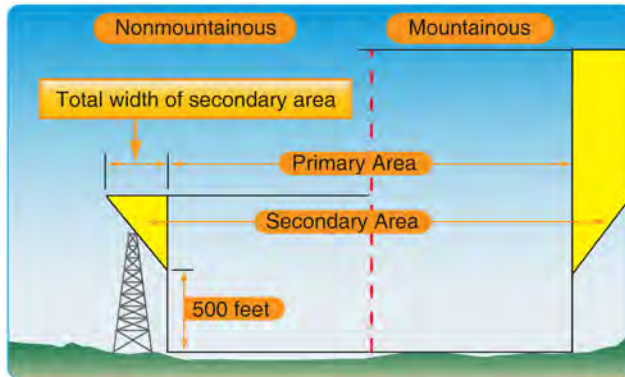 Nonmountainous
Mountainous
Total width of secondary area
Primary Area
Secondary Area
500 feet